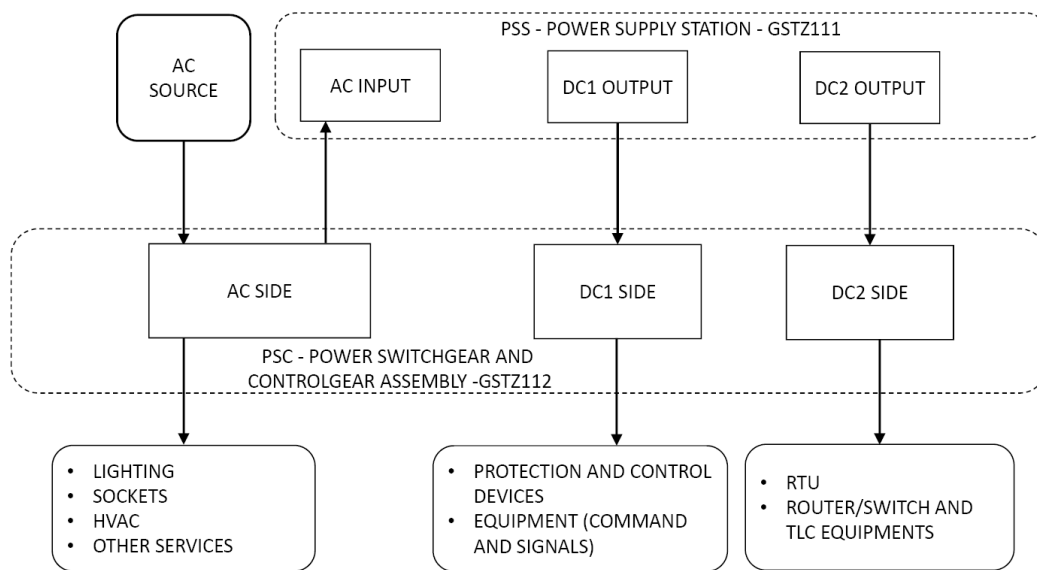 PSS - POWER SUPPLY STATION - GSTZ111
AC
SOURCE
AC INPUT
DC1 OUTPUT
DC2 OUTPUT
AC SIDE
DC1 SIDE
DC2 SIDE
PSC - POWER SWITCHGEAR AND
CONTROLGEAR ASSEMBLY -GSTZ112
• LIGHTING
• SOCKETS
• HVAC
• OTHER SERVICES
• PROTECTION AND CONTROL
DEVICES
• EQUIPMENT (COMMAND
AND SIGNALS)
• RTU
• ROUTER/SWITCH AND
TLC EQUIPMENTS